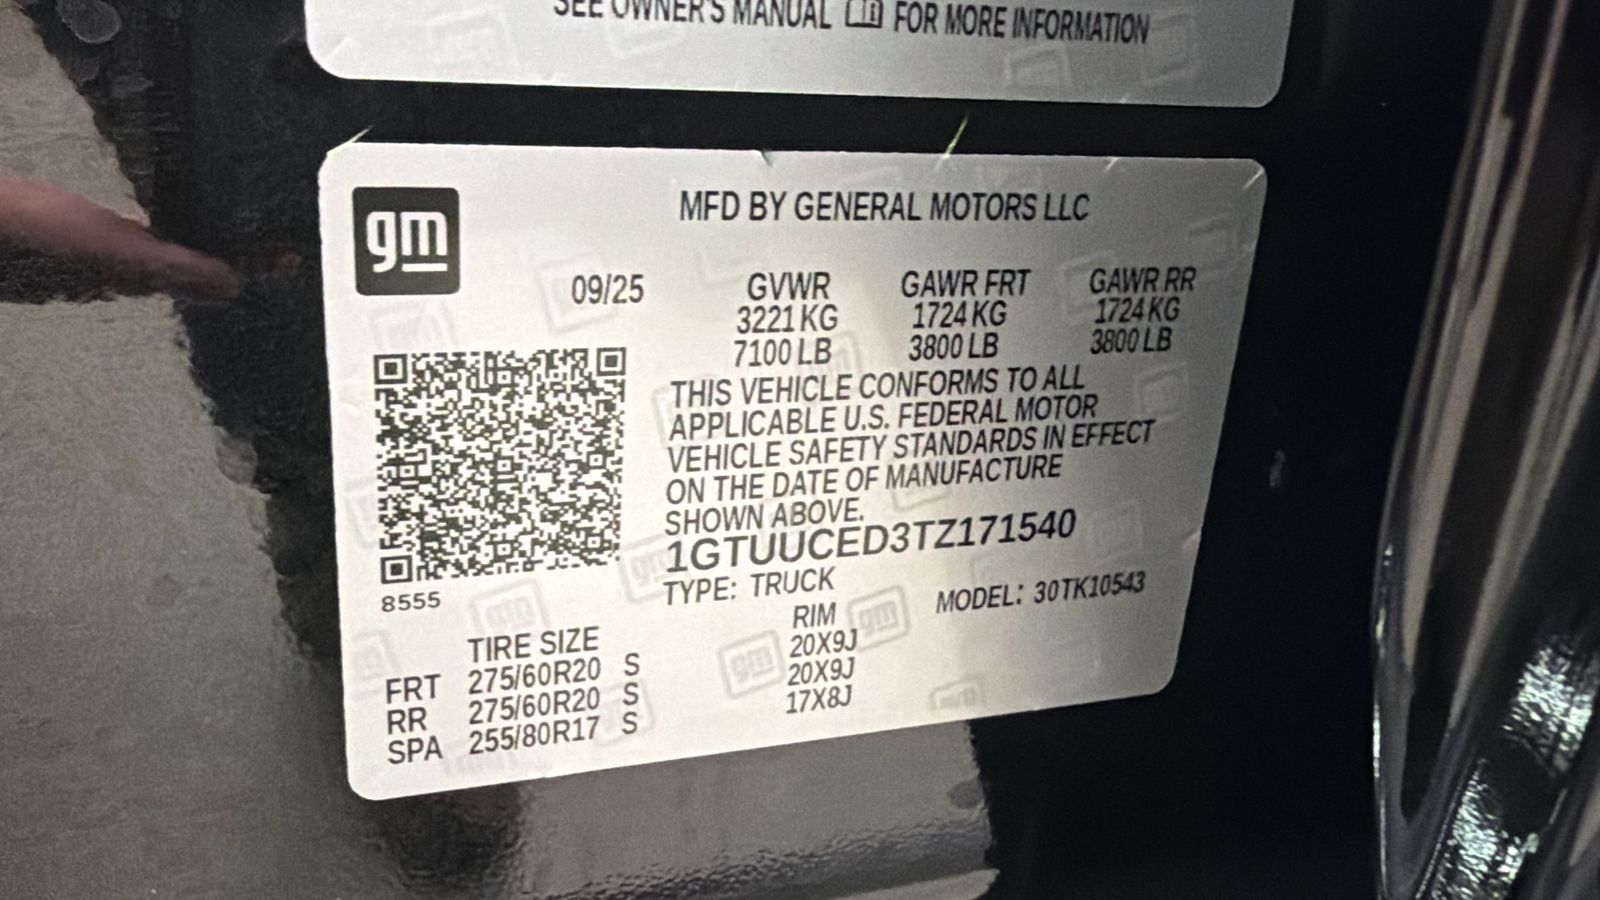 SEE OWNER'S MANUAL FOR MORE INFORMATION
gm
MFD BY GENERAL MOTORS LLC
09/25 GVWR GAWR FRT GAWR RR
3221 KG 1724 KG 1724 KG
7100 LB 3800 LB 3800 LB
THIS VEHICLE CONFORMS TO ALL
APPLICABLE U.S. FEDERAL MOTOR
VEHICLE SAFETY STANDARDS IN EFFECT
ON THE DATE OF MANUFACTURE
SHOWN ABOVE.
1GTUUCED3TZ171540
TYPE: TRUCK MODEL: 30TK10543
8555
TIRE SIZE RIM
FRT 275/60R20 S 20X9J
RR 275/60R20 S 20X9J
SPA 255/80R17 S 17X8J